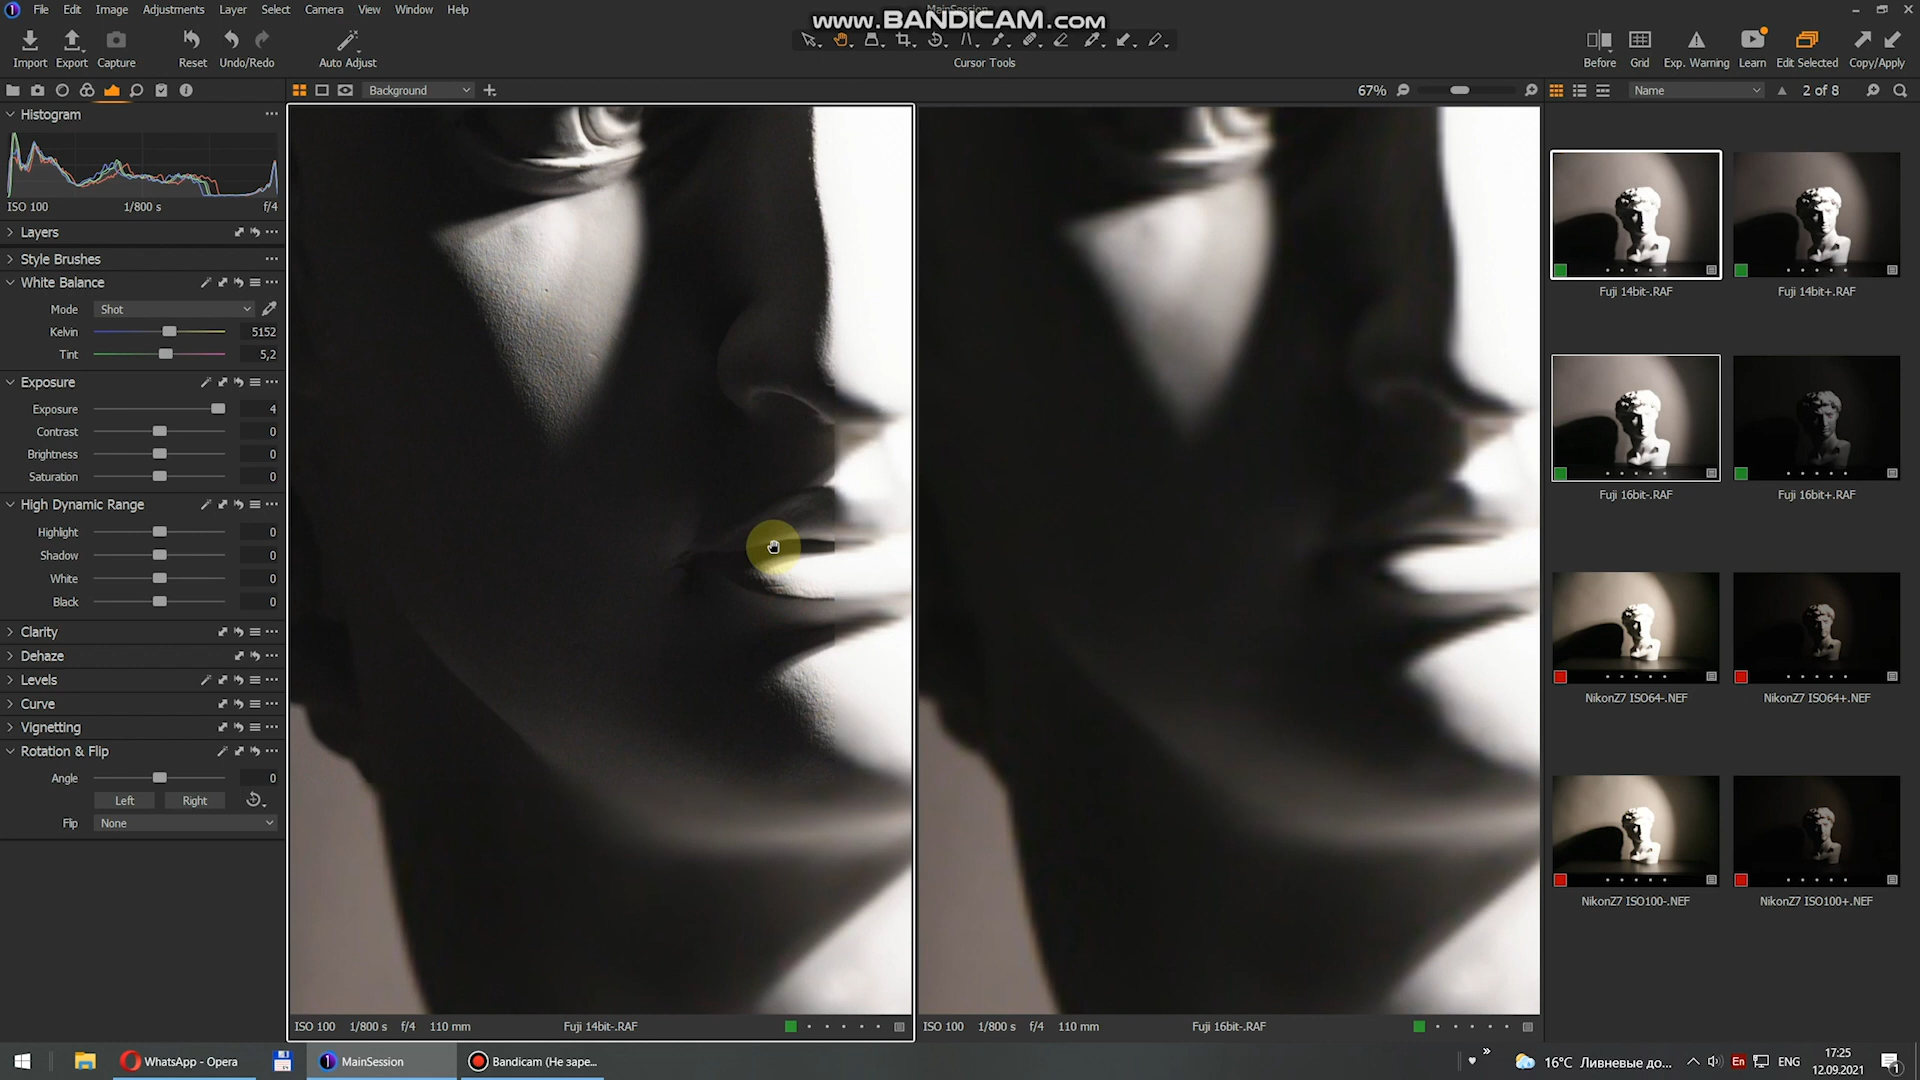 File Edit Image Adjustments Layer Select Camera View Window Help
www.BANDICAM.com
Import Export Capture Reset Undo/Redo Auto Adjust
Cursor Tools
Before Grid Exp. Warning Learn Edit Selected Copy/Apply
Background
67%
Name
2 of 8
Histogram
ISO 100 1/800 s f/4
Layers
Style Brushes
White Balance
Mode Shot
Kelvin 5152
Tint 5,2
Exposure
Exposure 4
Contrast 0
Brightness 0
Saturation 0
High Dynamic Range
Highlight 0
Shadow 0
White 0
Black 0
Clarity
Dehaze
Levels
Curve
Vignetting
Rotation & Flip
Angle 0
Left Right
Flip None
ISO 100 1/800 s f/4 110 mm Fuji 14bit-.RAF
ISO 100 1/800 s f/4 110 mm Fuji 16bit-.RAF
Fuji 14bit-.RAF Fuji 14bit+.RAF
Fuji 16bit-.RAF Fuji 16bit+.RAF
NikonZ7 ISO64-.NEF NikonZ7 ISO64+.NEF
NikonZ7 ISO100-.NEF NikonZ7 ISO100+.NEF
WhatsApp - Opera
MainSession
Bandicam (Не заре...
16°C Ливневые до...
En
ENG
17:25
12.09.2021
1